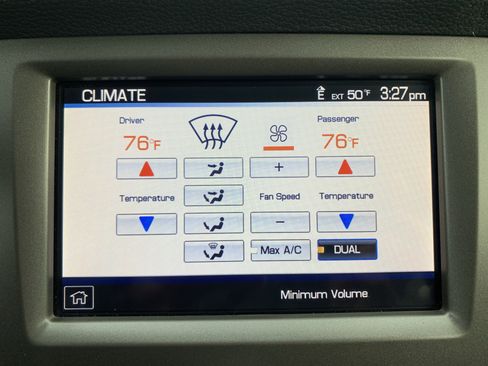 CLIMATE E EXT 50°F 3:27pm
Driver Passenger
76°F 76°F
+
Temperature Fan Speed Temperature
−
Max A/C DUAL
Minimum Volume